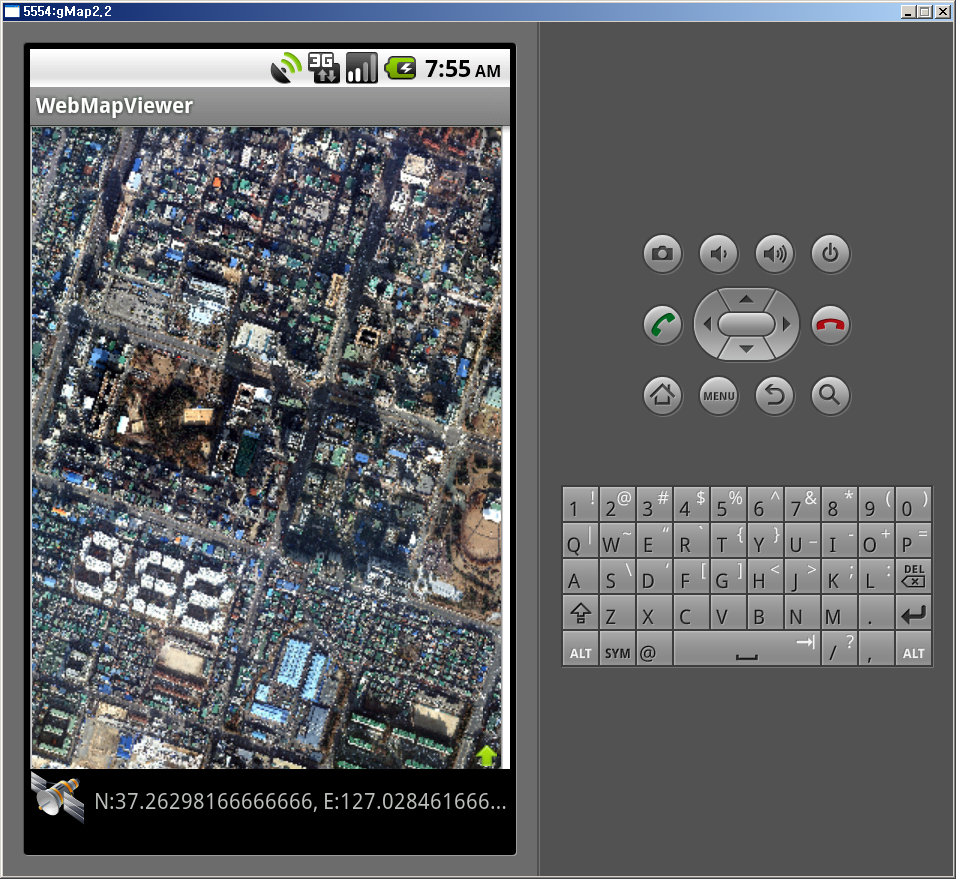 5554:gMap2,2
3G
7:55 AM
WebMapViewer
N:37.26298166666666, E:127.028461666...
MENU
1 ! 2 @ 3 # 4 $ 5 % 6 ^ 7 & 8 * 9 ( 0 )
Q | W ~ E “ R ` T { Y } U _ I - O + P =
A S \ D ‘ F [ G ] H < J > K ; L : DEL
Z X C V B N M .
ALT SYM @ / ? , ALT